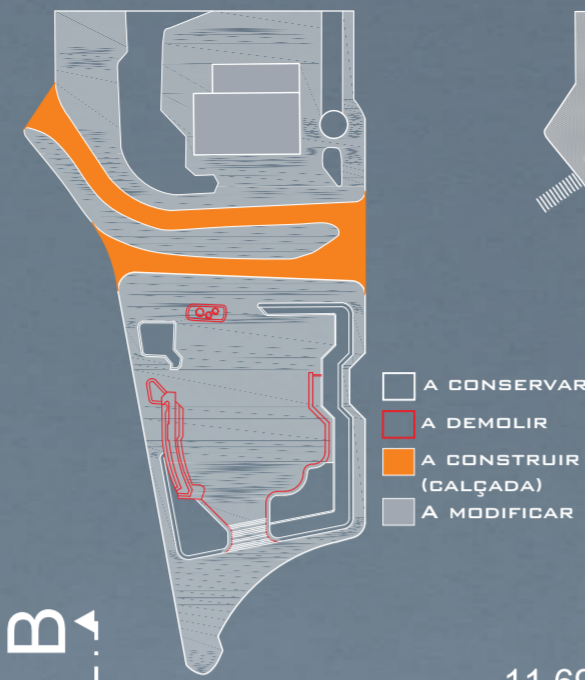 A CONSERVAR
A DEMOLIR
A CONSTRUIR
(CALÇADA)
A MODIFICAR
B